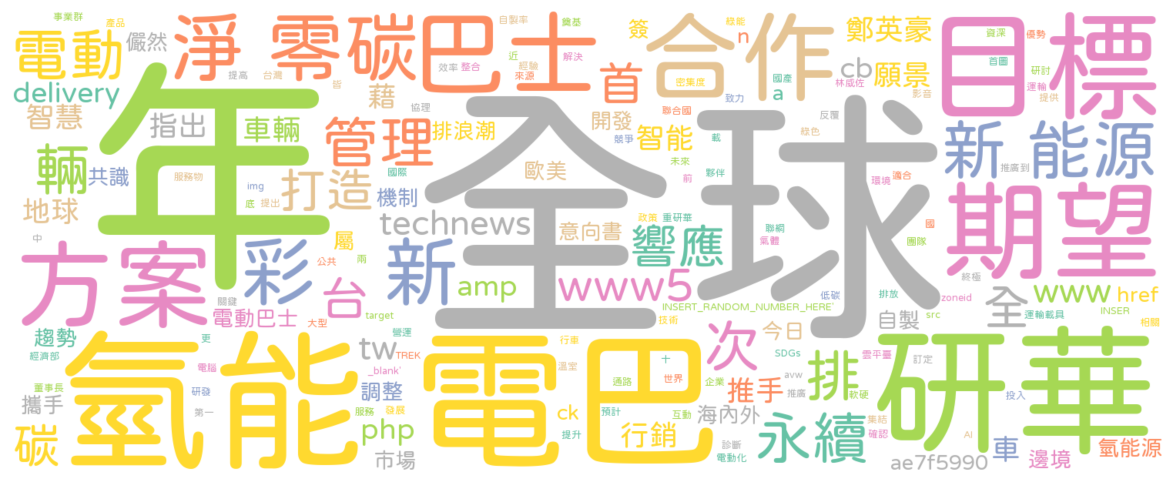 事業群
產品
電動
儼然
淨
零碳
巴士
自製率
鑲基
近
經驗
解決
來源
效率
整合
提高
台灣
簽
合作
綠能
n
鄭英豪
目標
資深
優勢
首圖
研討
運輸
提供
林威佐
影音
delivery
智慧
指出
車輛
年
藉
哲
首
密集度
國產
a
cb
願景
致力
管理
協理
排浪潮
開發
聯合國
智能
競爭
載
反覆
綠色
全球
新
能源
輛
共識
服務物
img
底
提出
打造
國際
機制
歐美
未來
夥伴
前
環境
適合
推廣到
地球
中
technews
意向書
政策
重研華
響應
聯網
氣體
國
團隊
期望
方案
彩
屬
公共
兩
新
amp
www5
低碳
排放
終極
zoneid
全
www
href
關鍵
台
電動巴士
大型
target
INSERT_RANDOM_NUMBER_HERE'
技術
自製
src
運輸載具
INSER
相關
趨勢
經濟部
更
營運
次
今日
SDGs
雲平臺
訂定
氫能
tw
TREK
_blank'
行車
溫室
電巴
十
世界
通路
企業
推手
avw
推廣
排
軟硬
研華
董事長
電腦
研發
第一
攜手
調整
服務
發展
ck
提升
預計
互動
海內外
集結
確認
AI
投入
碳
php
市場
行銷
診斷
電動化
永續
ae7f5990
車
邊境
氫能源